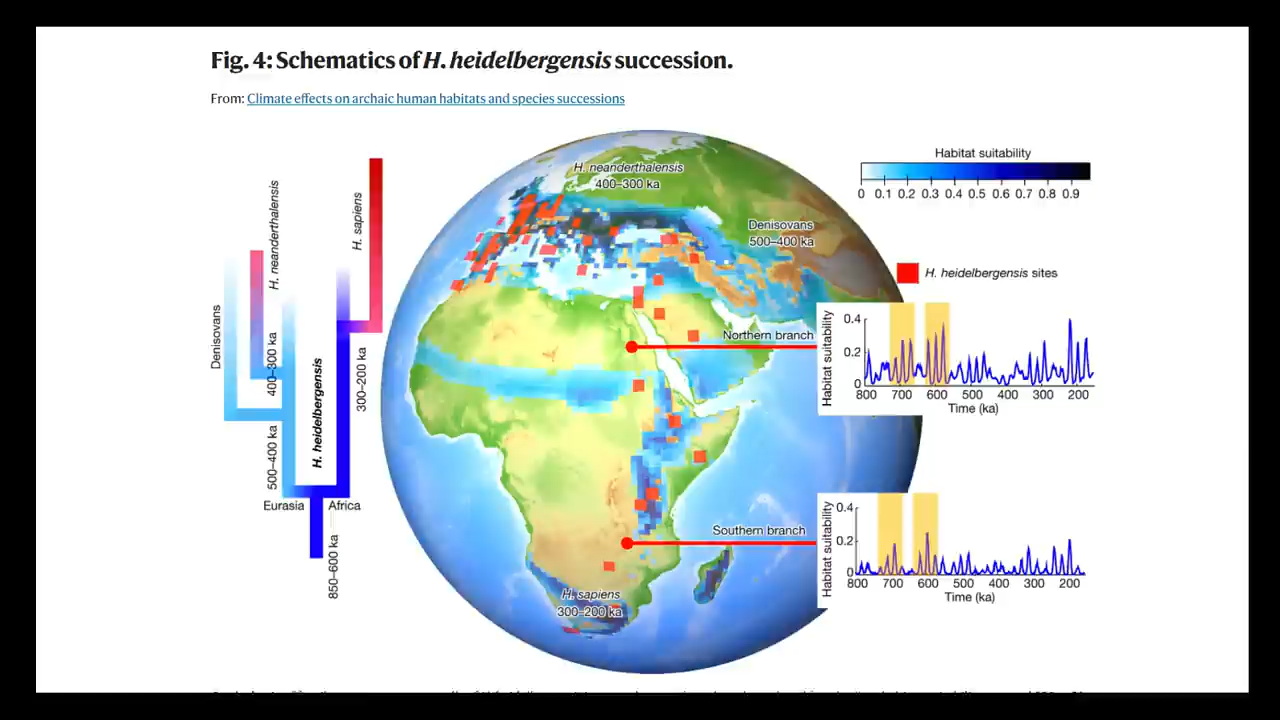 Fig. 4: Schematics of H. heidelbergensis succession.
From: Climate effects on archaic human habitats and species successions
Denisovans
H. neanderthalensis
H. sapiens
400–300 ka
500–400 ka
H. heidelbergensis
300–200 ka
Eurasia
Africa
850–600 ka
H. neanderthalensis
400–300 ka
Denisovans
500–400 ka
Northern branch
Southern branch
H. sapiens
300–200 ka
Habitat suitability
0 0.1 0.2 0.3 0.4 0.5 0.6 0.7 0.8 0.9
H. heidelbergensis sites
Habitat suitability
0.4
0.2
0
800 700 600 500 400 300 200
Time (ka)
Habitat suitability
0.4
0.2
0
800 700 600 500 400 300 200
Time (ka)